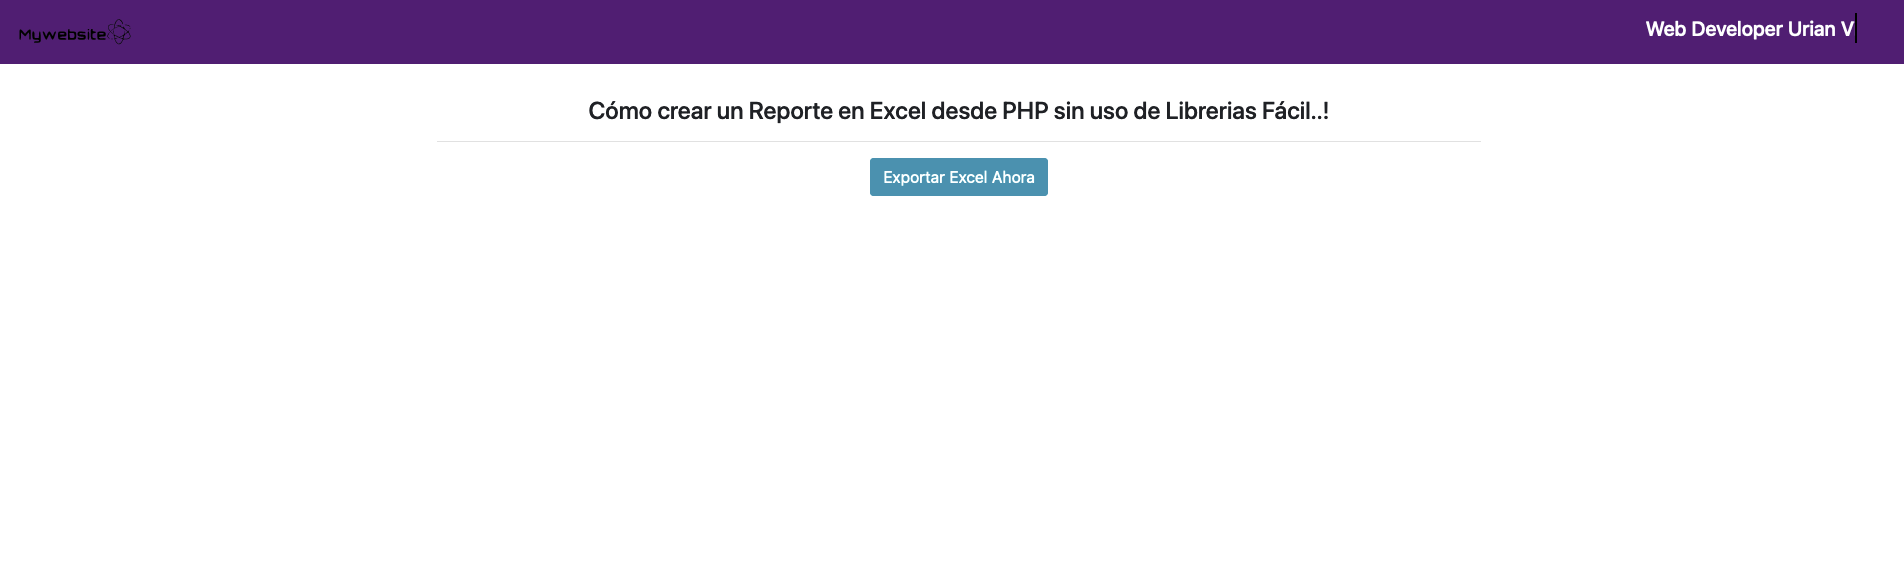 Mywebsite
Web Developer Urian V
Cómo crear un Reporte en Excel desde PHP sin uso de Librerias Fácil..!
Exportar Excel Ahora